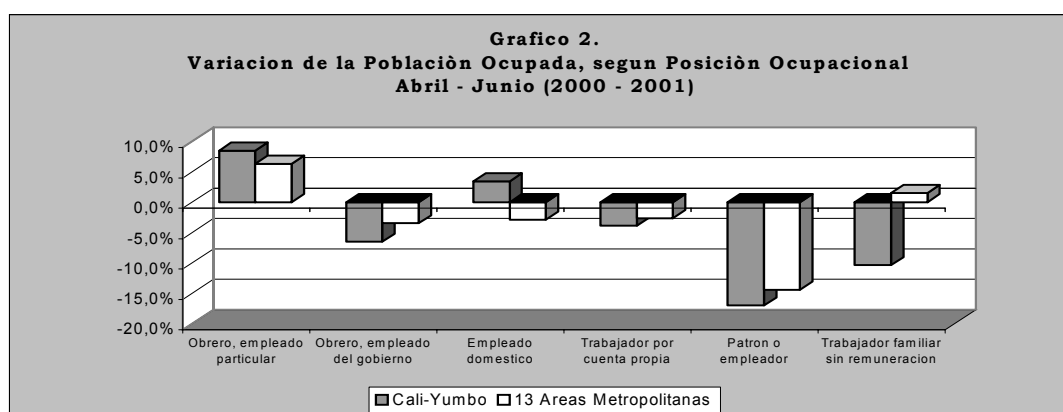 Grafico 2.
Variacion de la Poblaciòn Ocupada, segun Posiciòn Ocupacional
Abril - Junio (2000 - 2001)
10,0%
5,0%
0,0%
-5,0%
-10,0%
-15,0%
-20,0%
Obrero, empleado
particular
Obrero, empleado
del gobierno
Empleado
domestico
Trabajador por
cuenta propia
Patron o
empleador
Trabajador familiar
sin remuneracion
Cali-Yumbo 13 Areas Metropolitanas